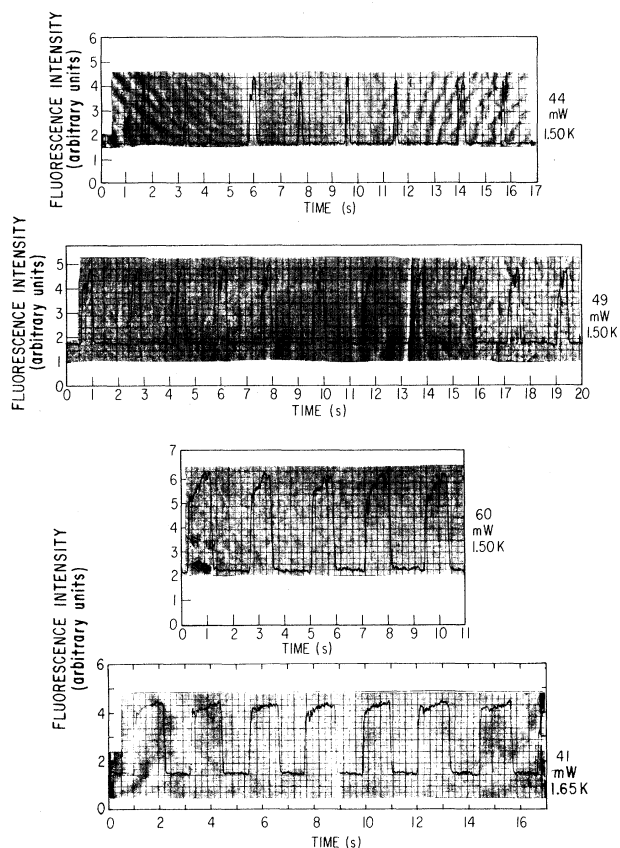 FLUORESCENCE INTENSITY
(arbitrary units)
6
5
4
3
2
1
0
0 1 2 3 4 5 6 7 8 9 10 11 12 13 14 15 16 17
TIME (s)
44
mW
1.50K
FLUORESCENCE INTENSITY
(arbitrary units)
5
4
3
2
1
0
0 1 2 3 4 5 6 7 8 9 10 11 12 13 14 15 16 17 18 19 20
TIME (s)
49
mW
1.50K
FLUORESCENCE INTENSITY
(arbitrary units)
7
6
5
4
3
2
1
0
0 1 2 3 4 5 6 7 8 9 10 11
TIME (s)
60
mW
1.50K
6
4
2
0
0 2 4 6 8 10 12 14 16
TIME (s)
41
mW
1.65K